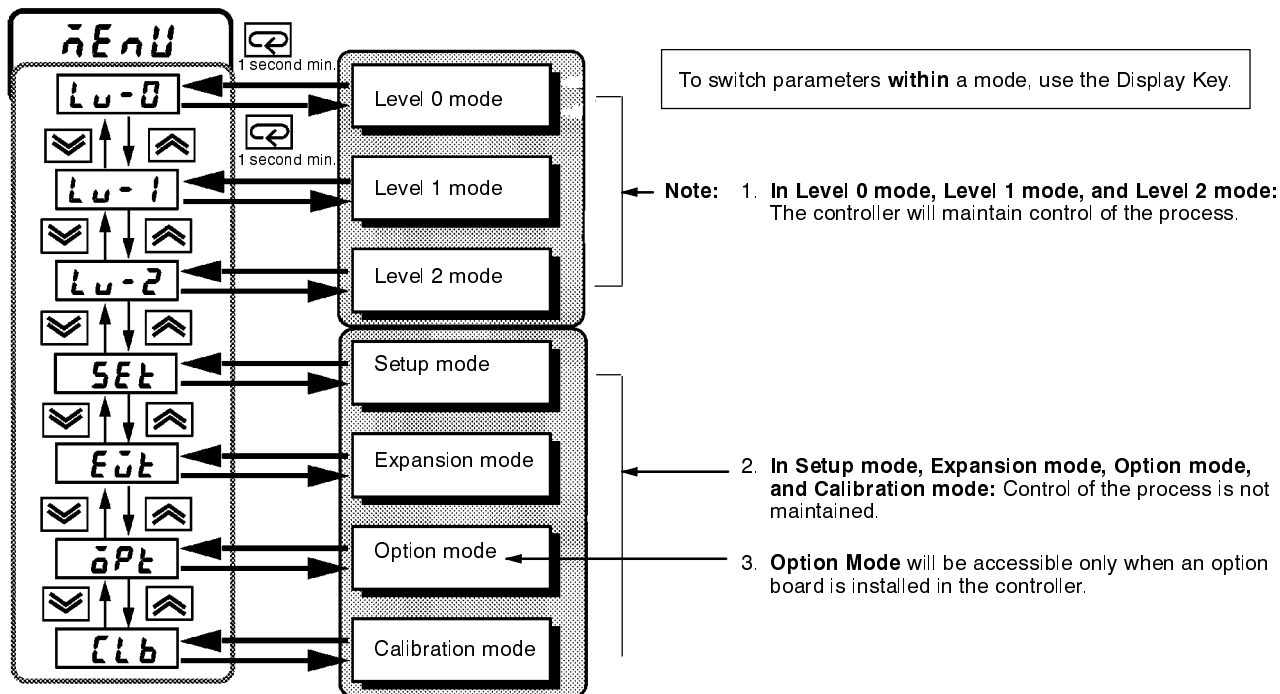 mEnU
1 second min.
Lu-0
Level 0 mode
To switch parameters within a mode, use the Display Key.
1 second min.
Lu-1
Level 1 mode
Note: 1. In Level 0 mode, Level 1 mode, and Level 2 mode:
The controller will maintain control of the process.
Lu-2
Level 2 mode
SEt
Setup mode
Eut
Expansion mode
2. In Setup mode, Expansion mode, Option mode,
and Calibration mode: Control of the process is not
maintained.
oPt
Option mode
3. Option Mode will be accessible only when an option
board is installed in the controller.
CLb
Calibration mode